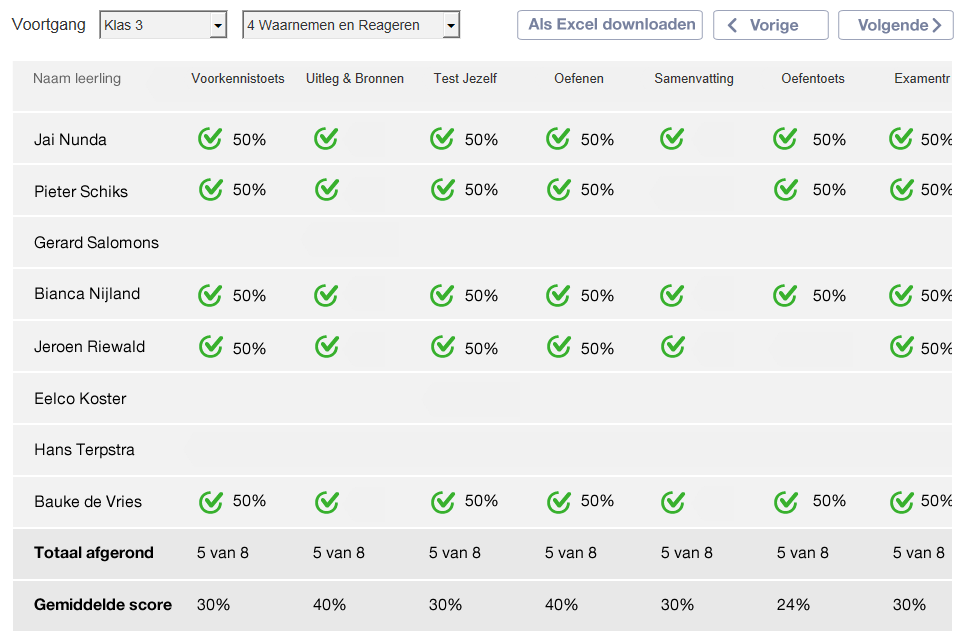 Voortgang Klas 3 4 Waarnemen en Reageren Als Excel downloaden Vorige Volgende
Naam leerling Voorkennistoets Uitleg & Bronnen Test Jezelf Oefenen Samenvatting Oefentoets Examentr
Jai Nunda 50% 50% 50% 50% 50%
Pieter Schiks 50% 50% 50% 50% 50%
Gerard Salomons
Bianca Nijland 50% 50% 50% 50% 50%
Jeroen Riewald 50% 50% 50% 50%
Eelco Koster
Hans Terpstra
Bauke de Vries 50% 50% 50% 50% 50%
Totaal afgerond 5 van 8 5 van 8 5 van 8 5 van 8 5 van 8 5 van 8 5 van 8
Gemiddelde score 30% 40% 30% 40% 30% 24% 30%